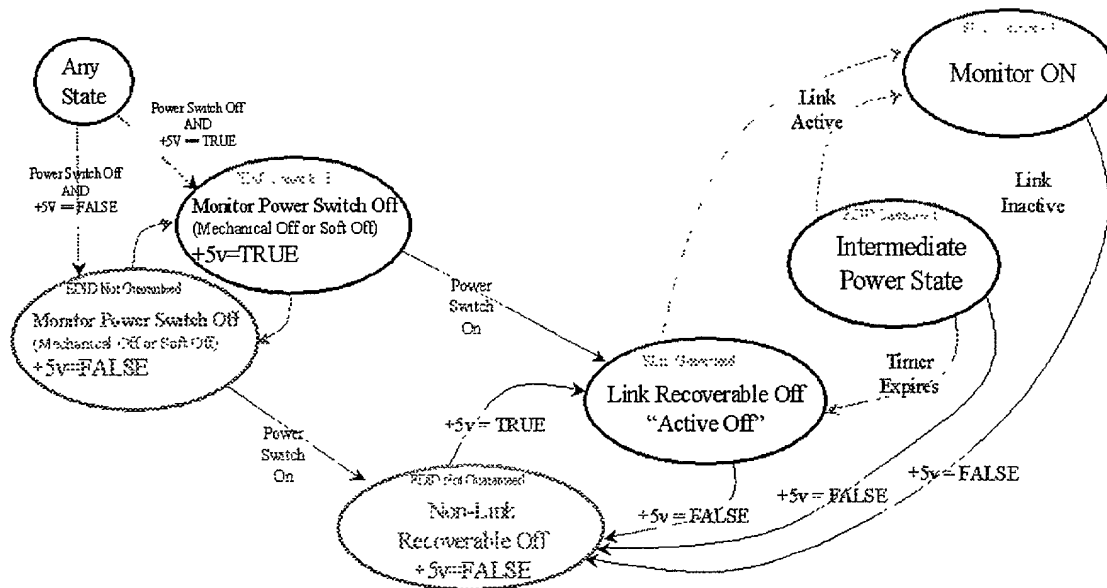 Any
State
Power Switch Off
AND
+5V = TRUE
Power Switch Off
AND
+5V = FALSE
Monitor Power Switch Off
(Mechanical Off or Soft Off)
+5v=TRUE
EDID Not Guaranteed
Monitor Power Switch Off
(Mechanical Off or Soft Off)
+5v=FALSE
Power
Switch
On
Power
Switch
On
Link
Active
Monitor ON
Link
Inactive
Intermediate
Power State
Timer
Expires
Link Recoverable Off
“Active Off”
+5v = TRUE
EDID Not Guaranteed
Non-Link
Recoverable Off
+5v=FALSE
+5v = FALSE
+5v = FALSE
+5v = FALSE